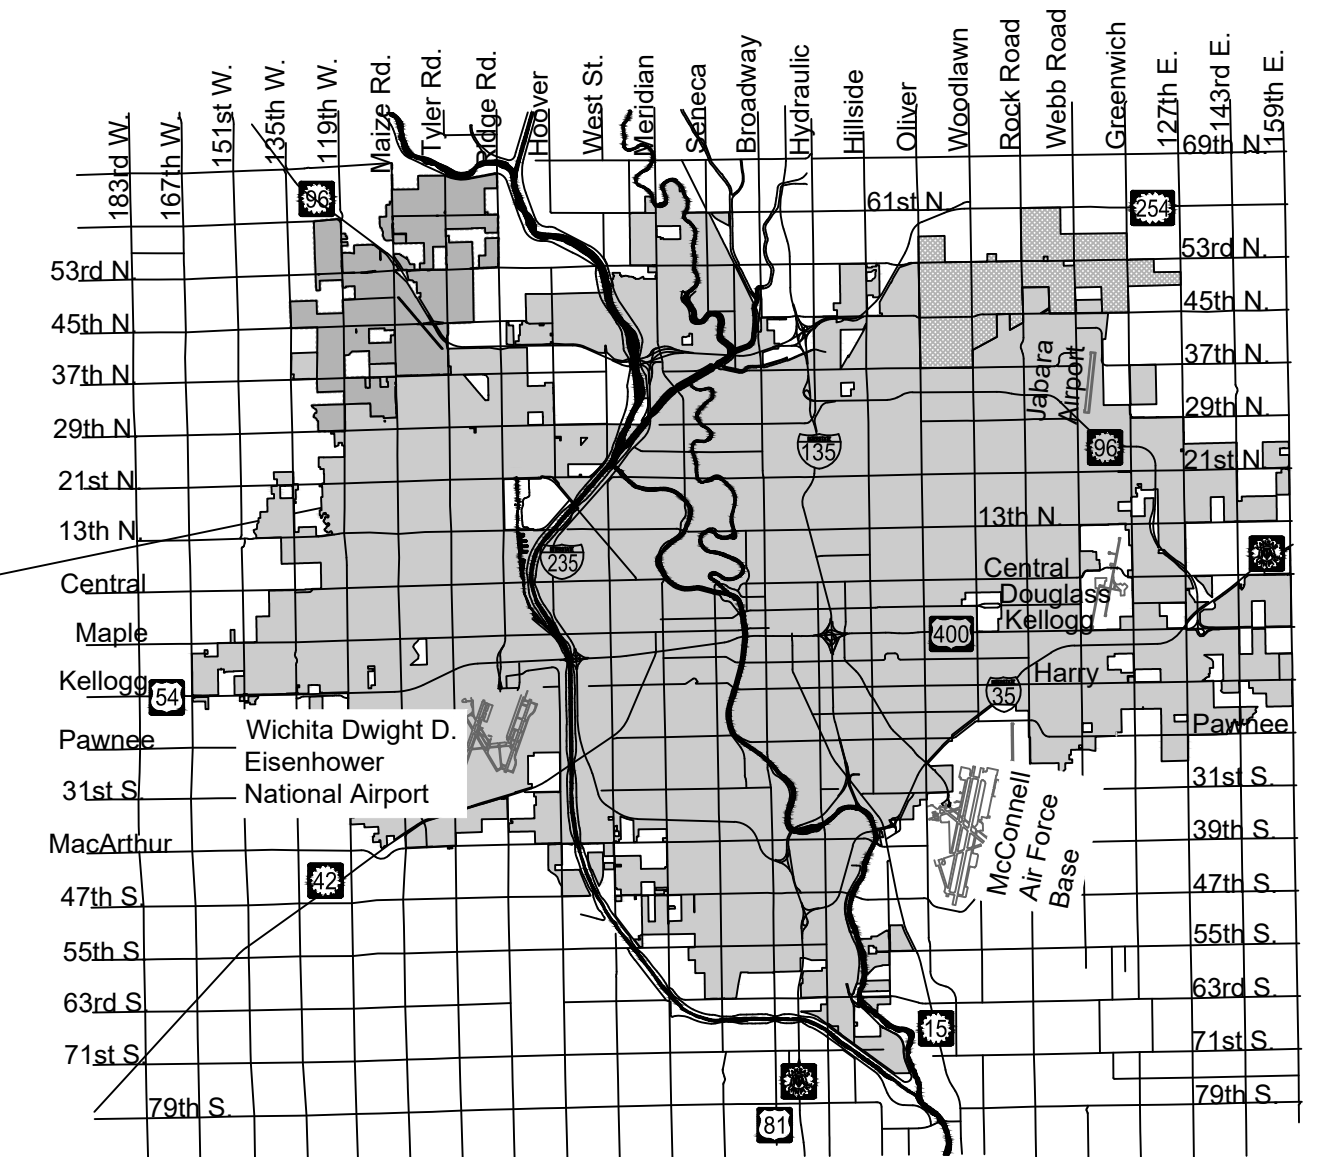 183rd W.
167th W.
151st W.
135th W.
119th W.
Maize Rd.
Tyler Rd.
Ridge Rd.
Hoover
West St.
Meridian
Seneca
Broadway
Hydraulic
Hillside
Oliver
Woodlawn
Rock Road
Webb Road
Greenwich
127th E.
143rd E.
159th E.
69th N.
96
61st N.
254
53rd N.
53rd N.
45th N.
45th N.
37th N.
37th N.
Jabara
Airport
29th N.
29th N.
135
96
21st N.
21st N.
13th N.
13th N.
235
Central
Central
Douglass
Maple
Kellogg
400
Kellogg
54
Harry
35
Wichita Dwight D.
Eisenhower
National Airport
Pawnee
Pawnee
31st S.
31st S.
McConnell
Air Force
Base
MacArthur
39th S.
42
47th S.
47th S.
55th S.
55th S.
63rd S.
63rd S.
15
71st S.
71st S.
79th S.
79th S.
81